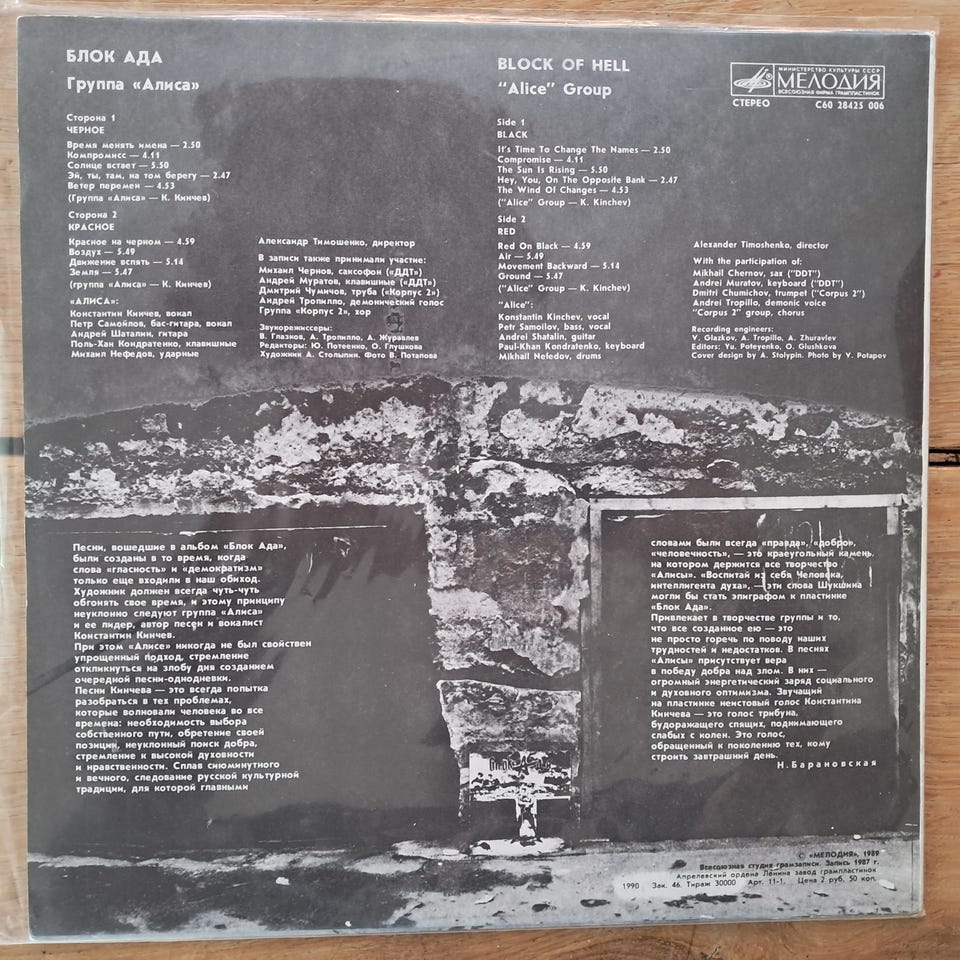 БЛОК АДА
Группа «Алиса»
Сторона 1
ЧЕРНОЕ
Время менять имена — 2.50
Компромисс — 4.11
Солнце встает — 5.50
Эй, ты, там, на том берегу — 2.47
Ветер перемен — 4.53
(Группа «Алиса» — К. Кинчев)
Сторона 2
КРАСНОЕ
Красное на черном — 4.59
Воздух — 5.49
Движение вспять — 5.14
Земля — 5.47
(группа «Алиса» — К. Кинчев)
«АЛИСА»:
Константин Кинчев, вокал
Петр Самойлов, бас-гитара, вокал
Андрей Шаталин, гитара
Поль-Хан Кондратенко, клавишные
Михаил Нефедов, ударные
Александр Тимошенко, директор
В записи также принимали участие:
Михаил Чернов, саксофон («ДДТ»)
Андрей Муратов, клавишные («ДДТ»)
Дмитрий Чумичов, труба («Корпус 2»)
Андрей Тропилло, демонический голос
Группа «Корпус 2», хор
Звукорежиссеры:
В. Глазков, А. Тропилло, А. Журавлев
Редакторы: Ю. Потеенко, О. Глушкова
Художник А. Столыпин. Фото В. Потапова
BLOCK OF HELL
"Alice" Group
Side 1
BLACK
It's Time To Change The Names — 2.50
Compromise — 4.11
The Sun Is Rising — 5.50
Hey, You, On The Opposite Bank — 2.47
The Wind Of Changes — 4.53
("Alice" Group — K. Kinchev)
Side 2
RED
Red On Black — 4.59
Air — 5.49
Movement Backward — 5.14
Ground — 5.47
("Alice" Group — K. Kinchev)
"Alice":
Konstantin Kinchev, vocal
Petr Samoilov, bass, vocal
Andrei Shatalin, guitar
Paul-Khan Kondratenko, keyboard
Mikhail Nefedov, drums
Alexander Timoshenko, director
With the participation of:
Mikhail Chernov, sax ("DDT")
Andrei Muratov, keyboard ("DDT")
Dmitri Chumichov, trumpet ("Corpus 2")
Andrei Tropillo, demonic voice
"Corpus 2" group, chorus
Recording engineers:
V. Glazkov, A. Tropillo, A. Zhuravlev
Editors: Yu. Poteyenko, O. Glushkova
Cover design by A. Stolypin. Photo by V. Potapov
МИНИСТЕРСТВО КУЛЬТУРЫ СССР
МЕЛОДИЯ
ВСЕСОЮЗНАЯ ФИРМА ГРАМПЛАСТИНОК
СТЕРЕО С60 28425 006
Песни, вошедшие в альбом «Блок Ада»,
были созданы в то время, когда
слова «гласность» и «демократизм»
только еще входили в наш обиход.
Художник должен всегда чуть-чуть
обгонять свое время, и этому принципу
неуклонно следуют группа «Алиса»
и ее лидер, автор песен и вокалист
Константин Кинчев.
При этом «Алисе» никогда не был свойствен
упрощенный подход, стремление
откликнуться на злобу дня созданием
очередной песни-однодневки.
Песни Кинчева — это всегда попытка
разобраться в тех проблемах,
которые волновали человека во все
времена: необходимость выбора
собственного пути, обретение своей
позиции, неуклонный поиск добра,
стремление к высокой духовности
и нравственности. Сплав сиюминутного
и вечного, следование русской культурной
традиции, для которой главными
словами были всегда «правда», «добро»,
«человечность», — это краеугольный камень,
на котором держится все творчество
«Алисы». «Воспитай из себя Человека,
интеллигента духа», — эти слова Шукшина
могли бы стать эпиграфом к пластинке
«Блок Ада».
Привлекает в творчестве группы и то,
что все созданное ею — это
не просто горечь по поводу наших
трудностей и недостатков. В песнях
«Алисы» присутствует вера
в победу добра над злом. В них —
огромный энергетический заряд социального
и духовного оптимизма. Звучащий
на пластинке неистовый голос Константина
Кинчева — это голос трибуна,
будоражащего спящих, поднимающего
слабых с колен. Это голос,
обращенный к поколению тех, кому
строить завтрашний день.
Н. Барановская
© «МЕЛОДИЯ», 1989
Всесоюзная студия грамзаписи. Запись 1987 г.
Апрелевский ордена Ленина завод грампластинок
1990 Зак. 46. Тираж 30000 Арт. 11-1. Цена 2 руб. 50 коп.